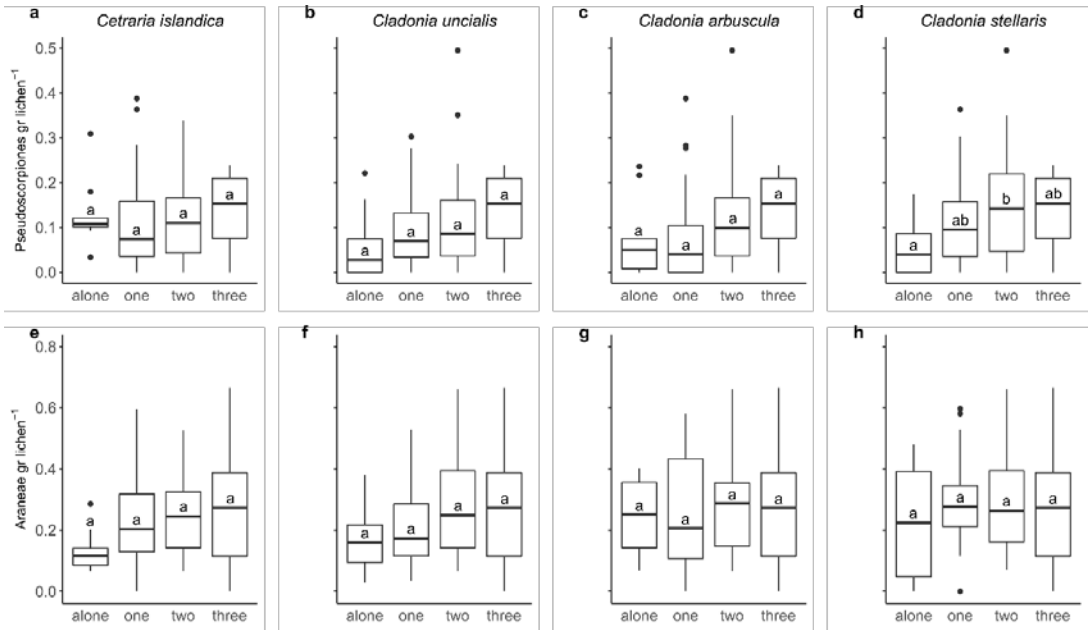 a Cetraria islandica b Cladonia uncialis c Cladonia arbuscula d Cladonia stellaris
Pseudoscorpiones gr lichen⁻¹
0.5
0.4
0.3
0.2
0.1
0.0
a a a a
a a a a
a a a a
a ab b ab
alone one two three alone one two three alone one two three alone one two three
e f g h
Araneae gr lichen⁻¹
0.8
0.6
0.4
0.2
0.0
a a a a
a a a a
a a a a
a a a a
alone one two three alone one two three alone one two three alone one two three